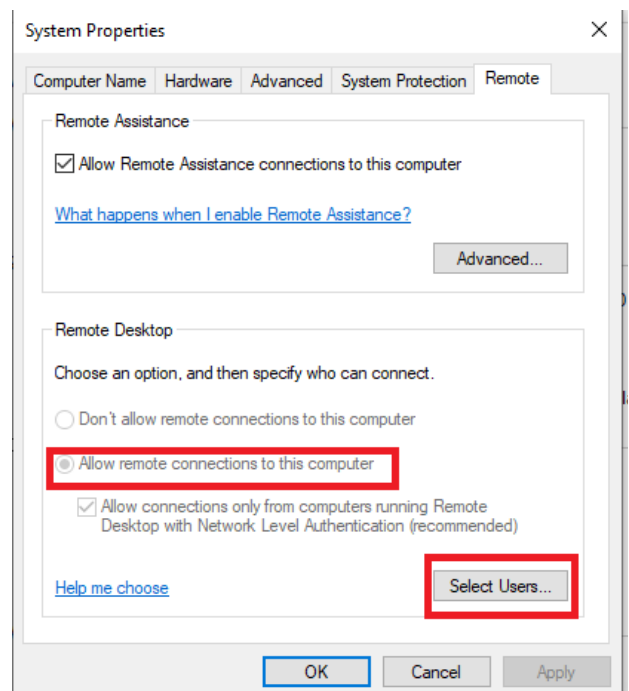 System Properties
Computer Name Hardware Advanced System Protection Remote
Remote Assistance
Allow Remote Assistance connections to this computer
What happens when I enable Remote Assistance?
Advanced...
Remote Desktop
Choose an option, and then specify who can connect.
Don't allow remote connections to this computer
Allow remote connections to this computer
Allow connections only from computers running Remote
Desktop with Network Level Authentication (recommended)
Help me choose
Select Users...
OK Cancel Apply